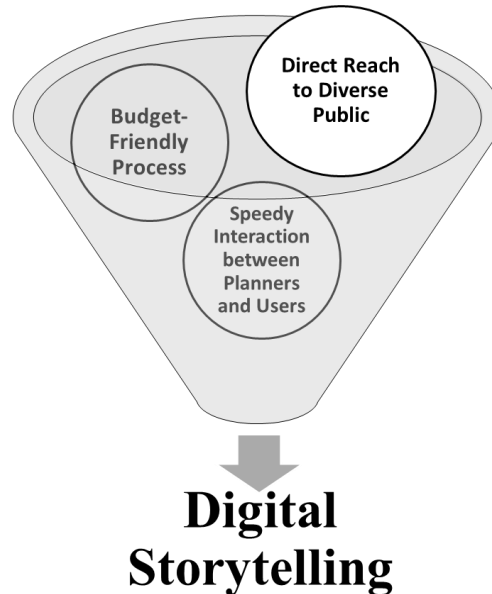 Direct Reach
to Diverse
Public
Budget-
Friendly
Process
Speedy
Interaction
between
Planners
and Users
Digital
Storytelling